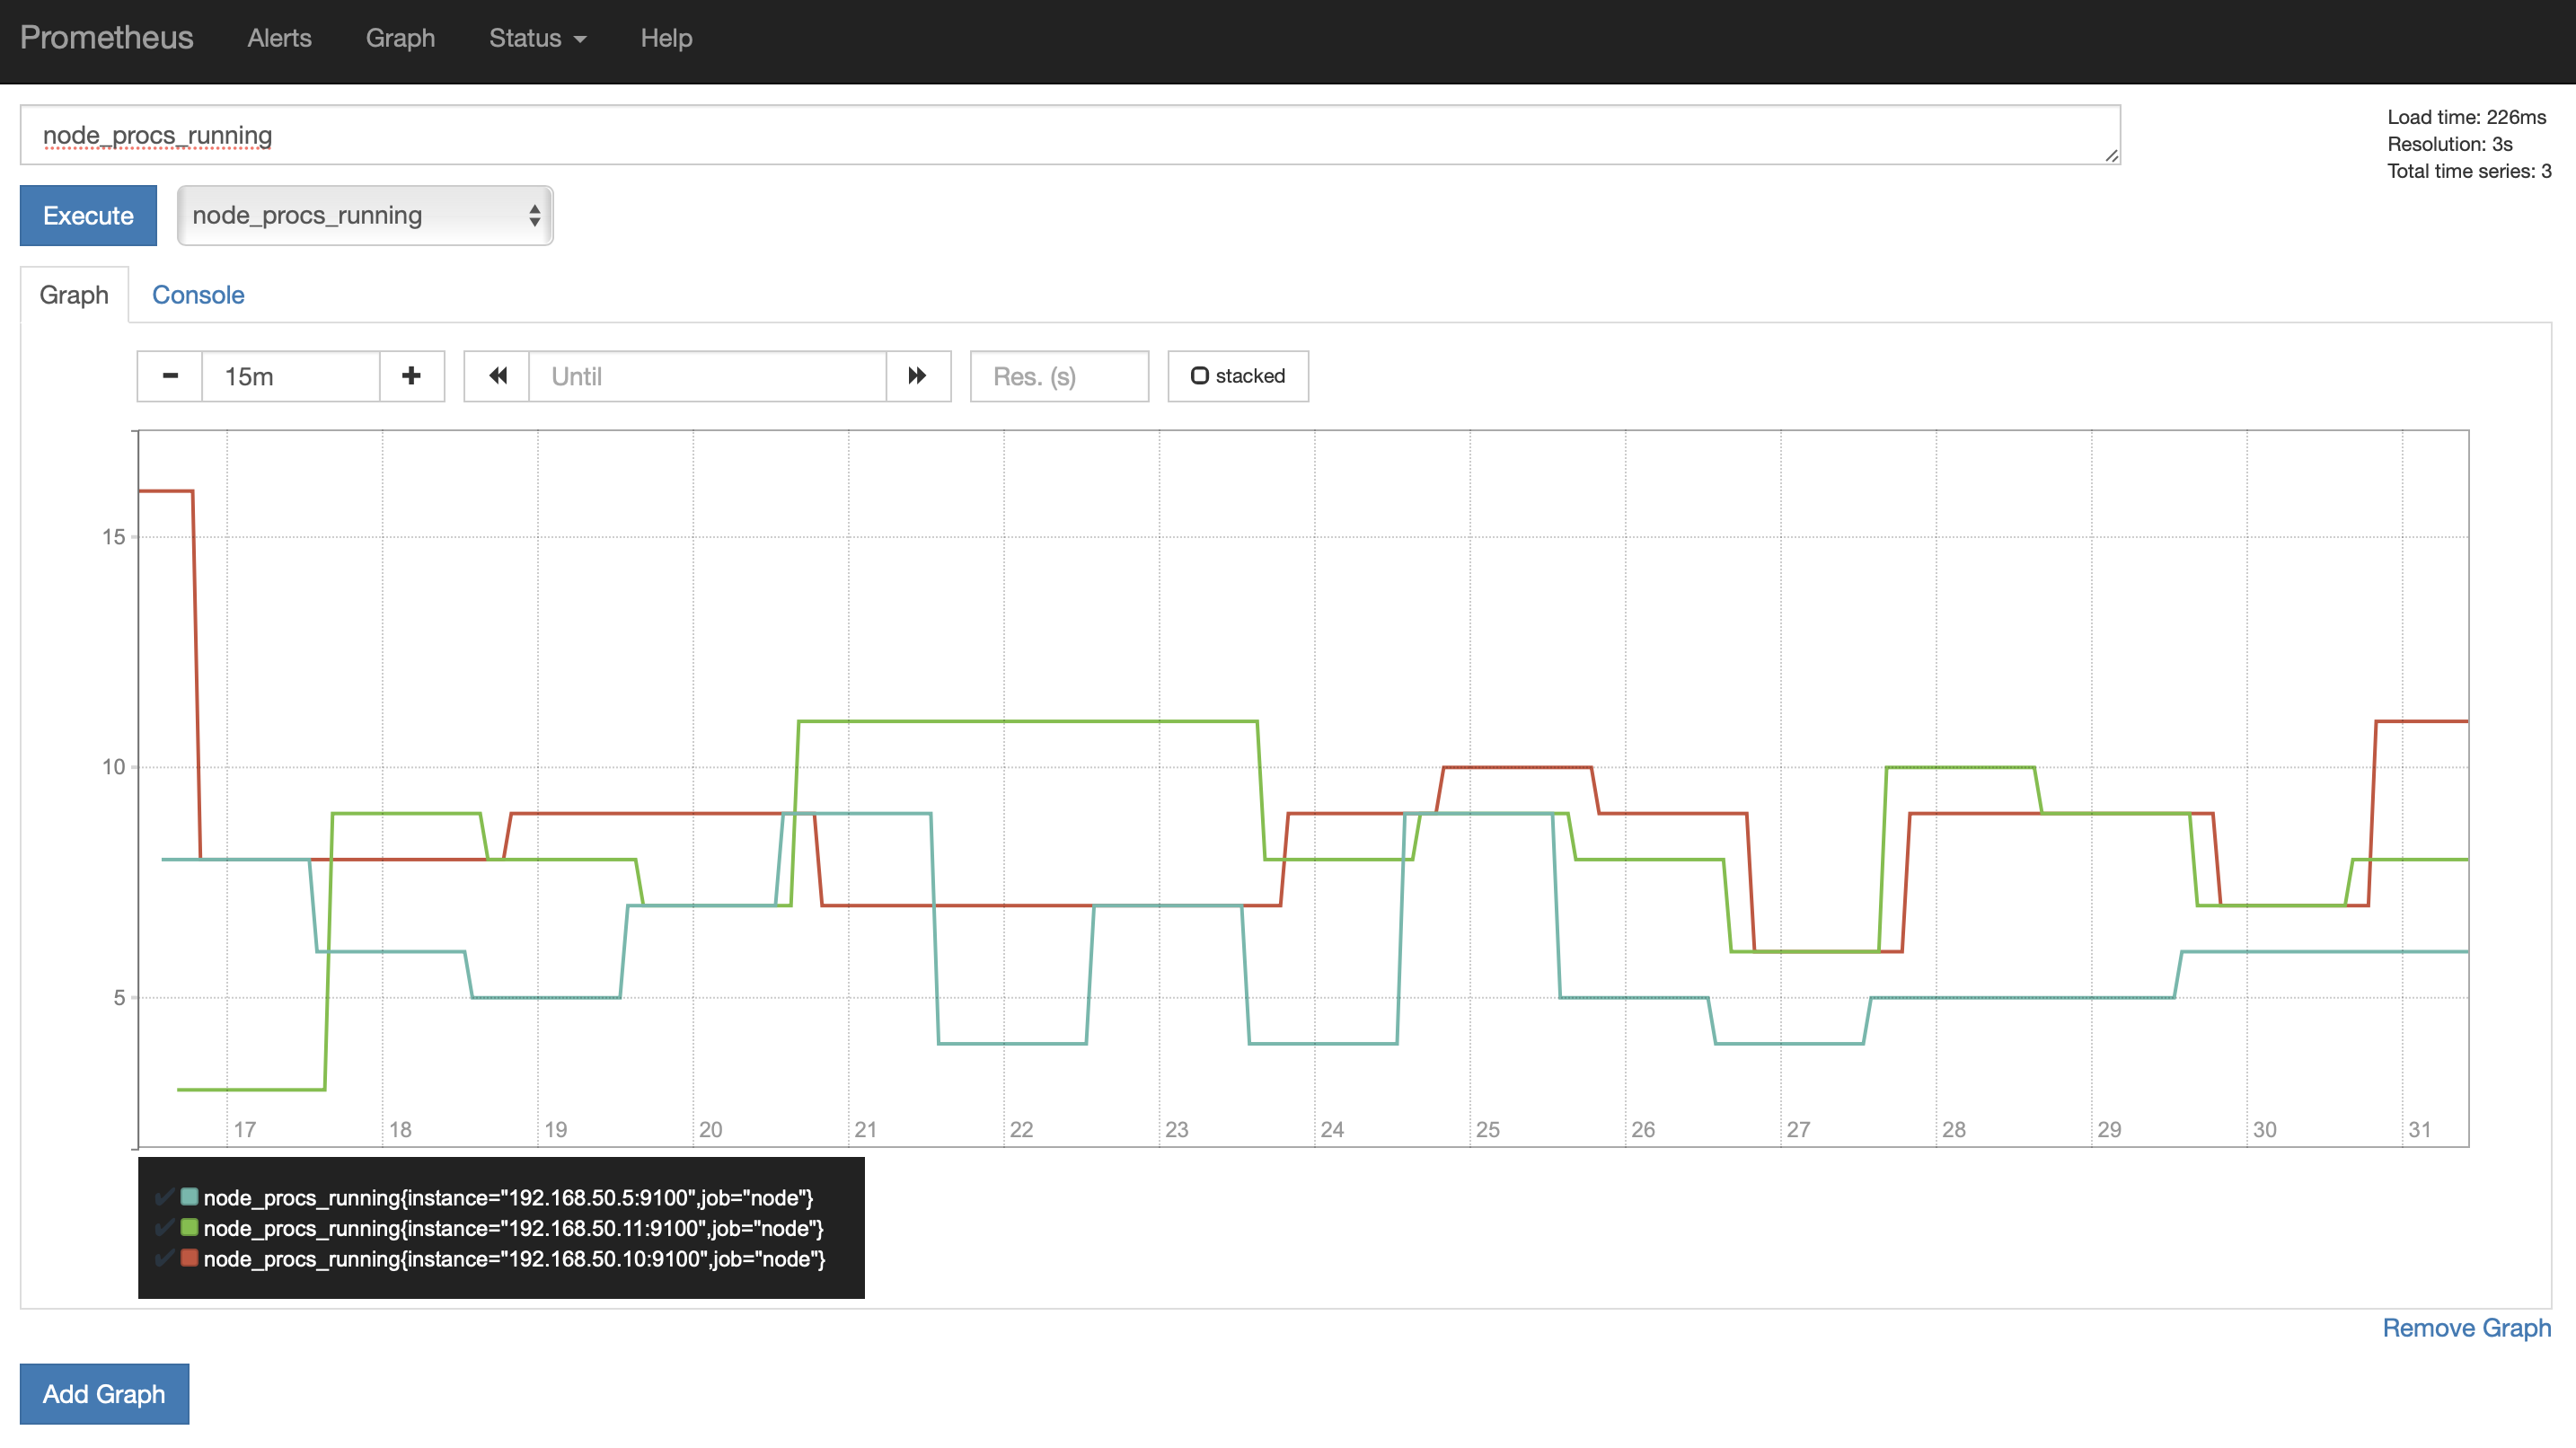 Prometheus Alerts Graph Status Help
node_procs_running
Load time: 226ms
Resolution: 3s
Total time series: 3
Execute node_procs_running
Graph Console
15m Until Res. (s) stacked
15
10
5
17 18 19 20 21 22 23 24 25 26 27 28 29 30 31
node_procs_running{instance="192.168.50.5:9100",job="node"}
node_procs_running{instance="192.168.50.11:9100",job="node"}
node_procs_running{instance="192.168.50.10:9100",job="node"}
Remove Graph
Add Graph